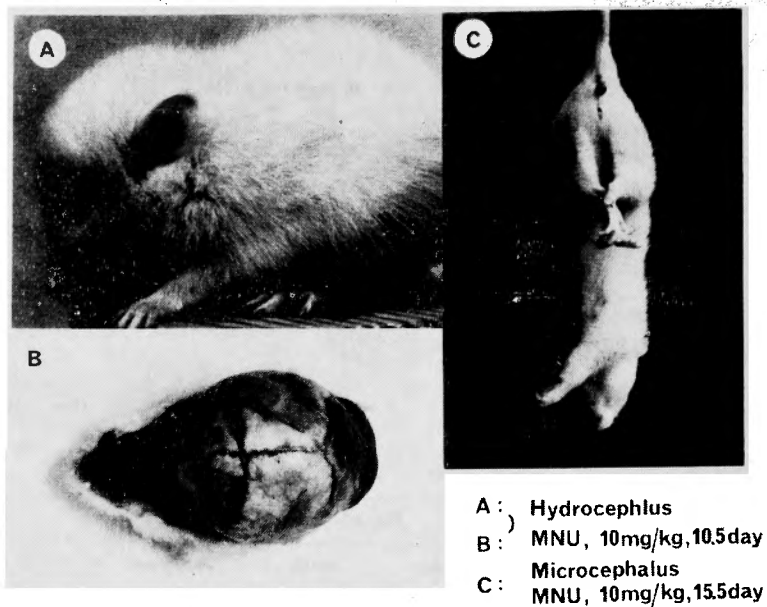 A
C
B
A : ) Hydrocephlus
B : MNU, 10mg/kg, 10.5day
C : Microcephalus
MNU, 10mg/kg, 15.5day